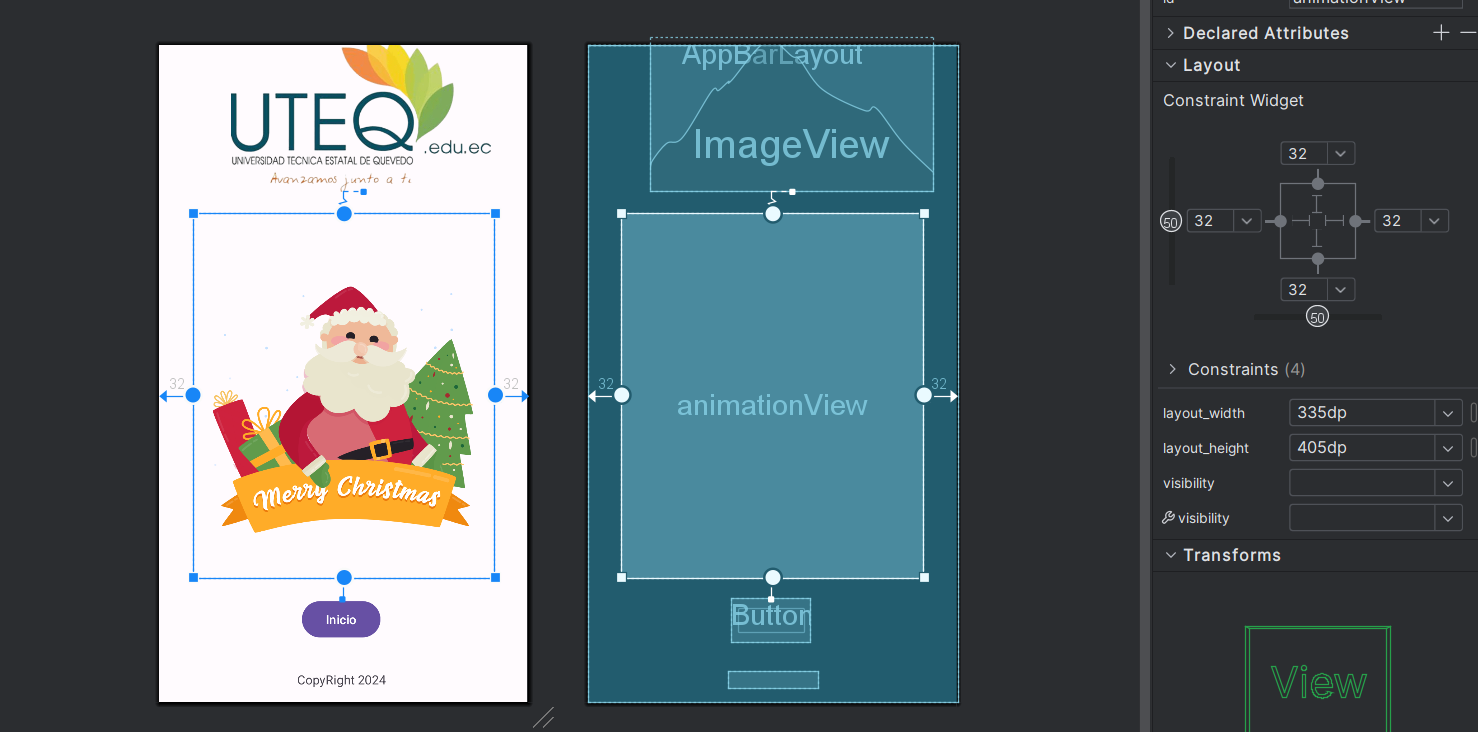 id
animationView
Declared Attributes
Layout
Constraint Widget
32
50
32
32
32
50
Constraints (4)
layout_width
335dp
layout_height
405dp
visibility
visibility
Transforms
View
UTEQ
.edu.ec
UNIVERSIDAD TECNICA ESTATAL DE QUEVEDO
Avanzamos junto a ti
32
32
Merry Christmas
Inicio
CopyRight 2024
AppBarLayout
ImageView
32
32
animationView
Button